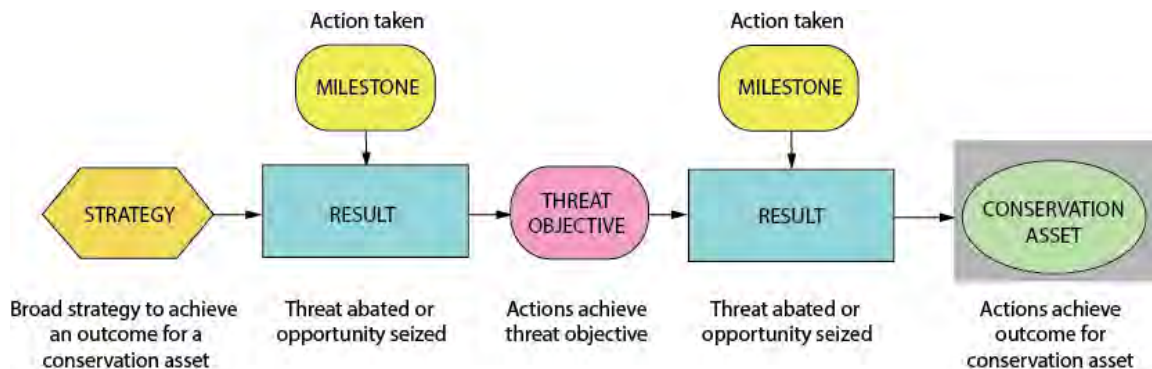 Action taken
Action taken
MILESTONE
MILESTONE
STRATEGY
RESULT
THREAT
OBJECTIVE
RESULT
CONSERVATION
ASSET
Broad strategy to achieve
an outcome for a
conservation asset
Threat abated or
opportunity seized
Actions achieve
threat objective
Threat abated or
opportunity seized
Actions achieve
outcome for
conservation asset